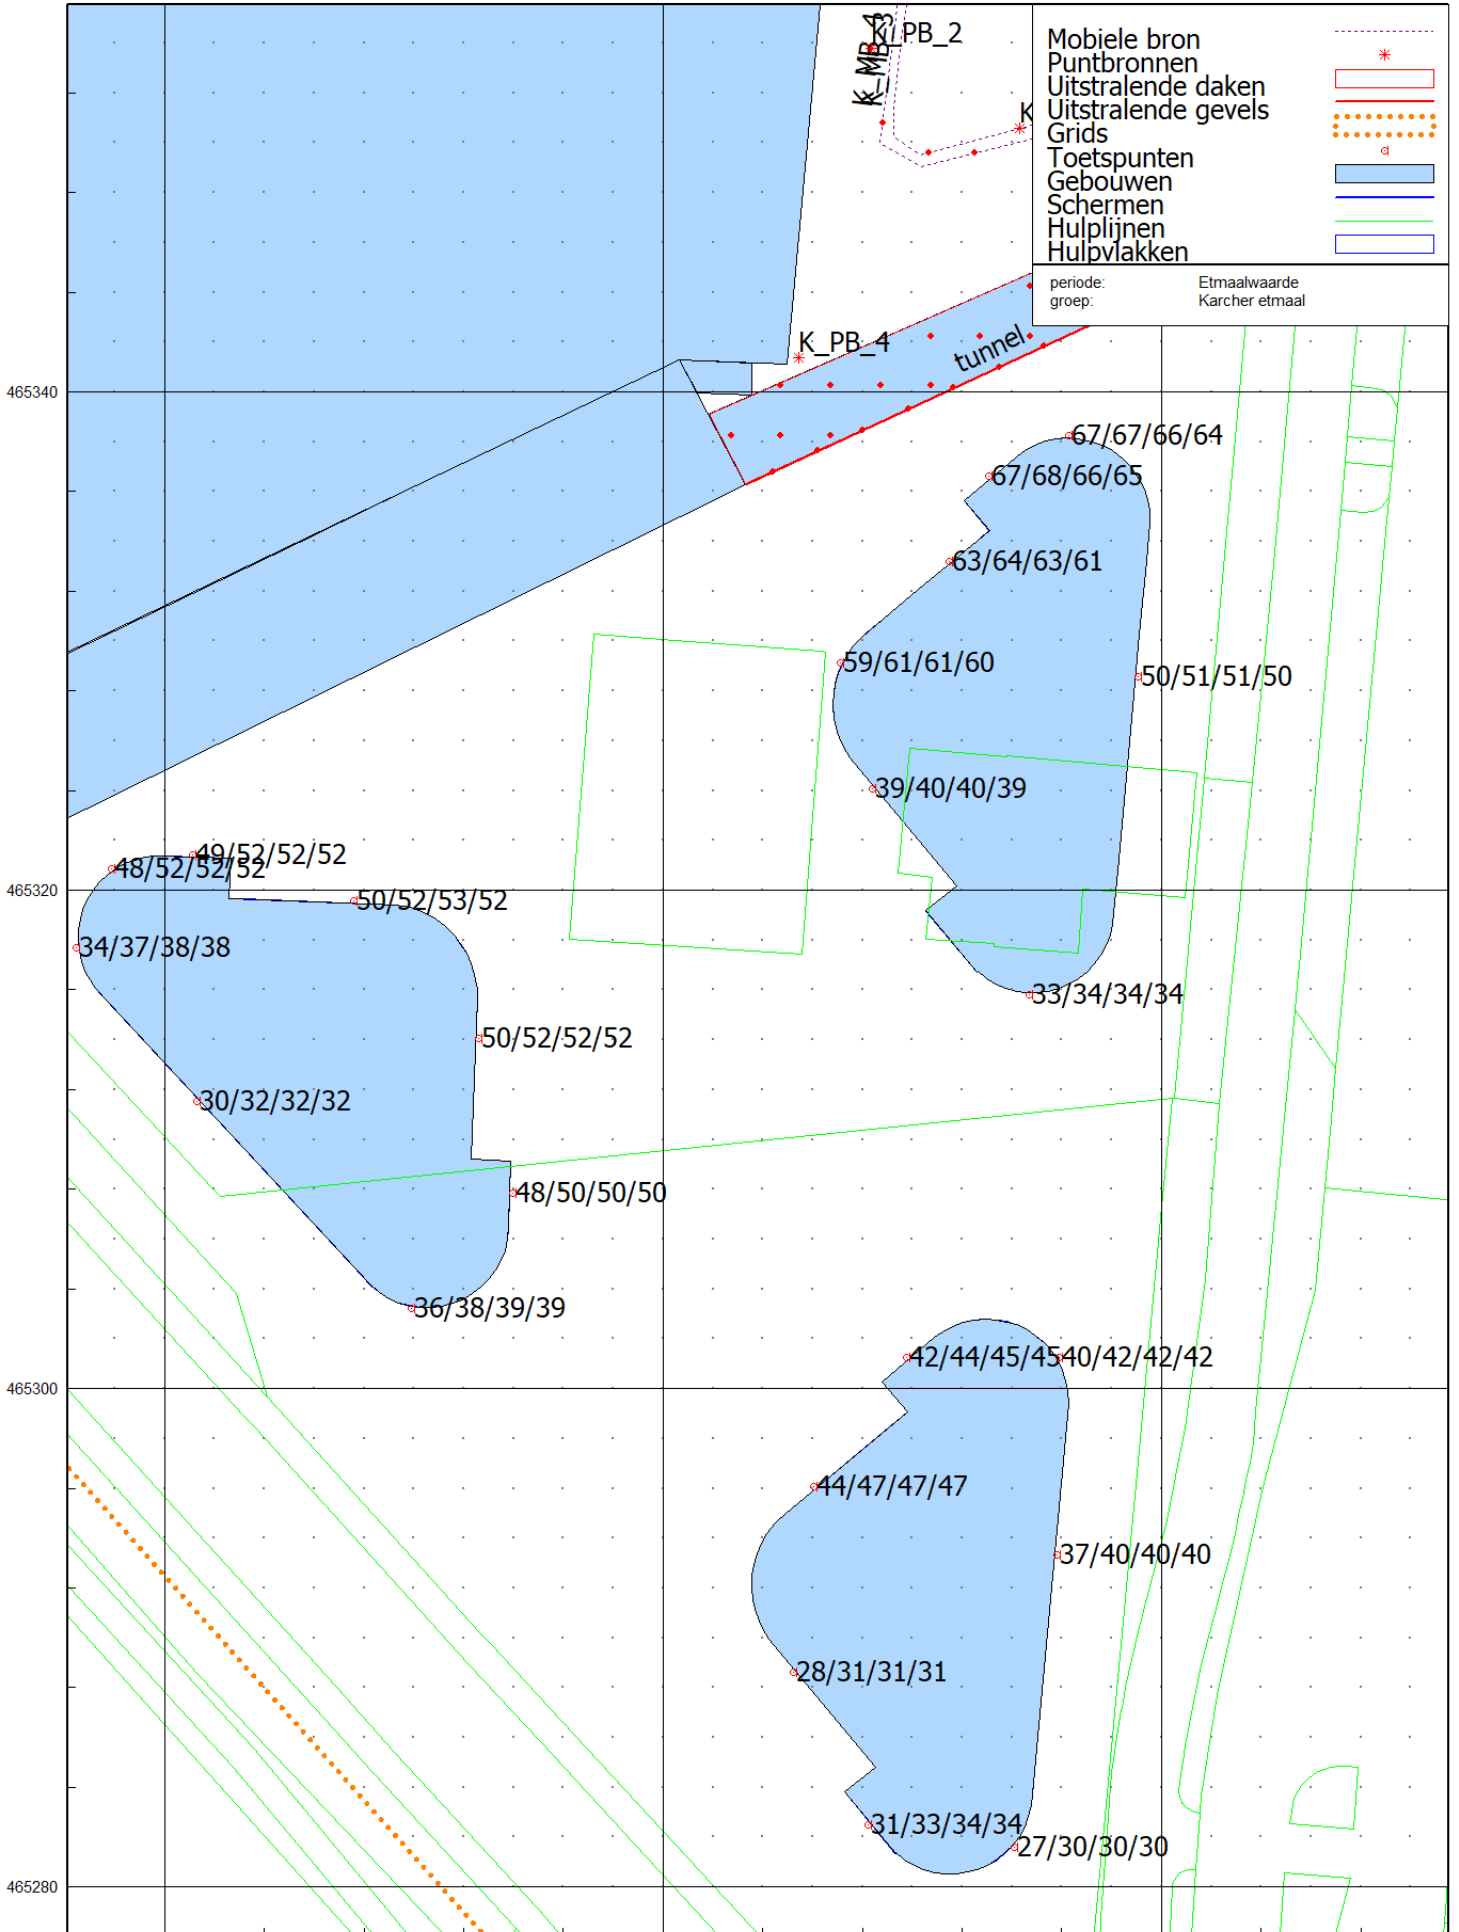 K_PB_2
K_MB_4
K_MB_3
K
Mobiele bron
Puntbronnen
Uitstralende daken
Uitstralende gevels
Grids
Toetspunten
Gebouwen
Schermen
Hulplijnen
Hulpvlakken
periode: Etmaalwaarde
groep: Karcher etmaal
K_PB_4
tunnel
465340
67/67/66/64
67/68/66/65
63/64/63/61
59/61/61/60
50/51/51/50
39/40/40/39
49/52/52/52
48/52/52/52
465320
50/52/53/52
34/37/38/38
33/34/34/34
50/52/52/52
30/32/32/32
48/50/50/50
36/38/39/39
42/44/45/45
40/42/42/42
465300
44/47/47/47
37/40/40/40
28/31/31/31
31/33/34/34
27/30/30/30
465280